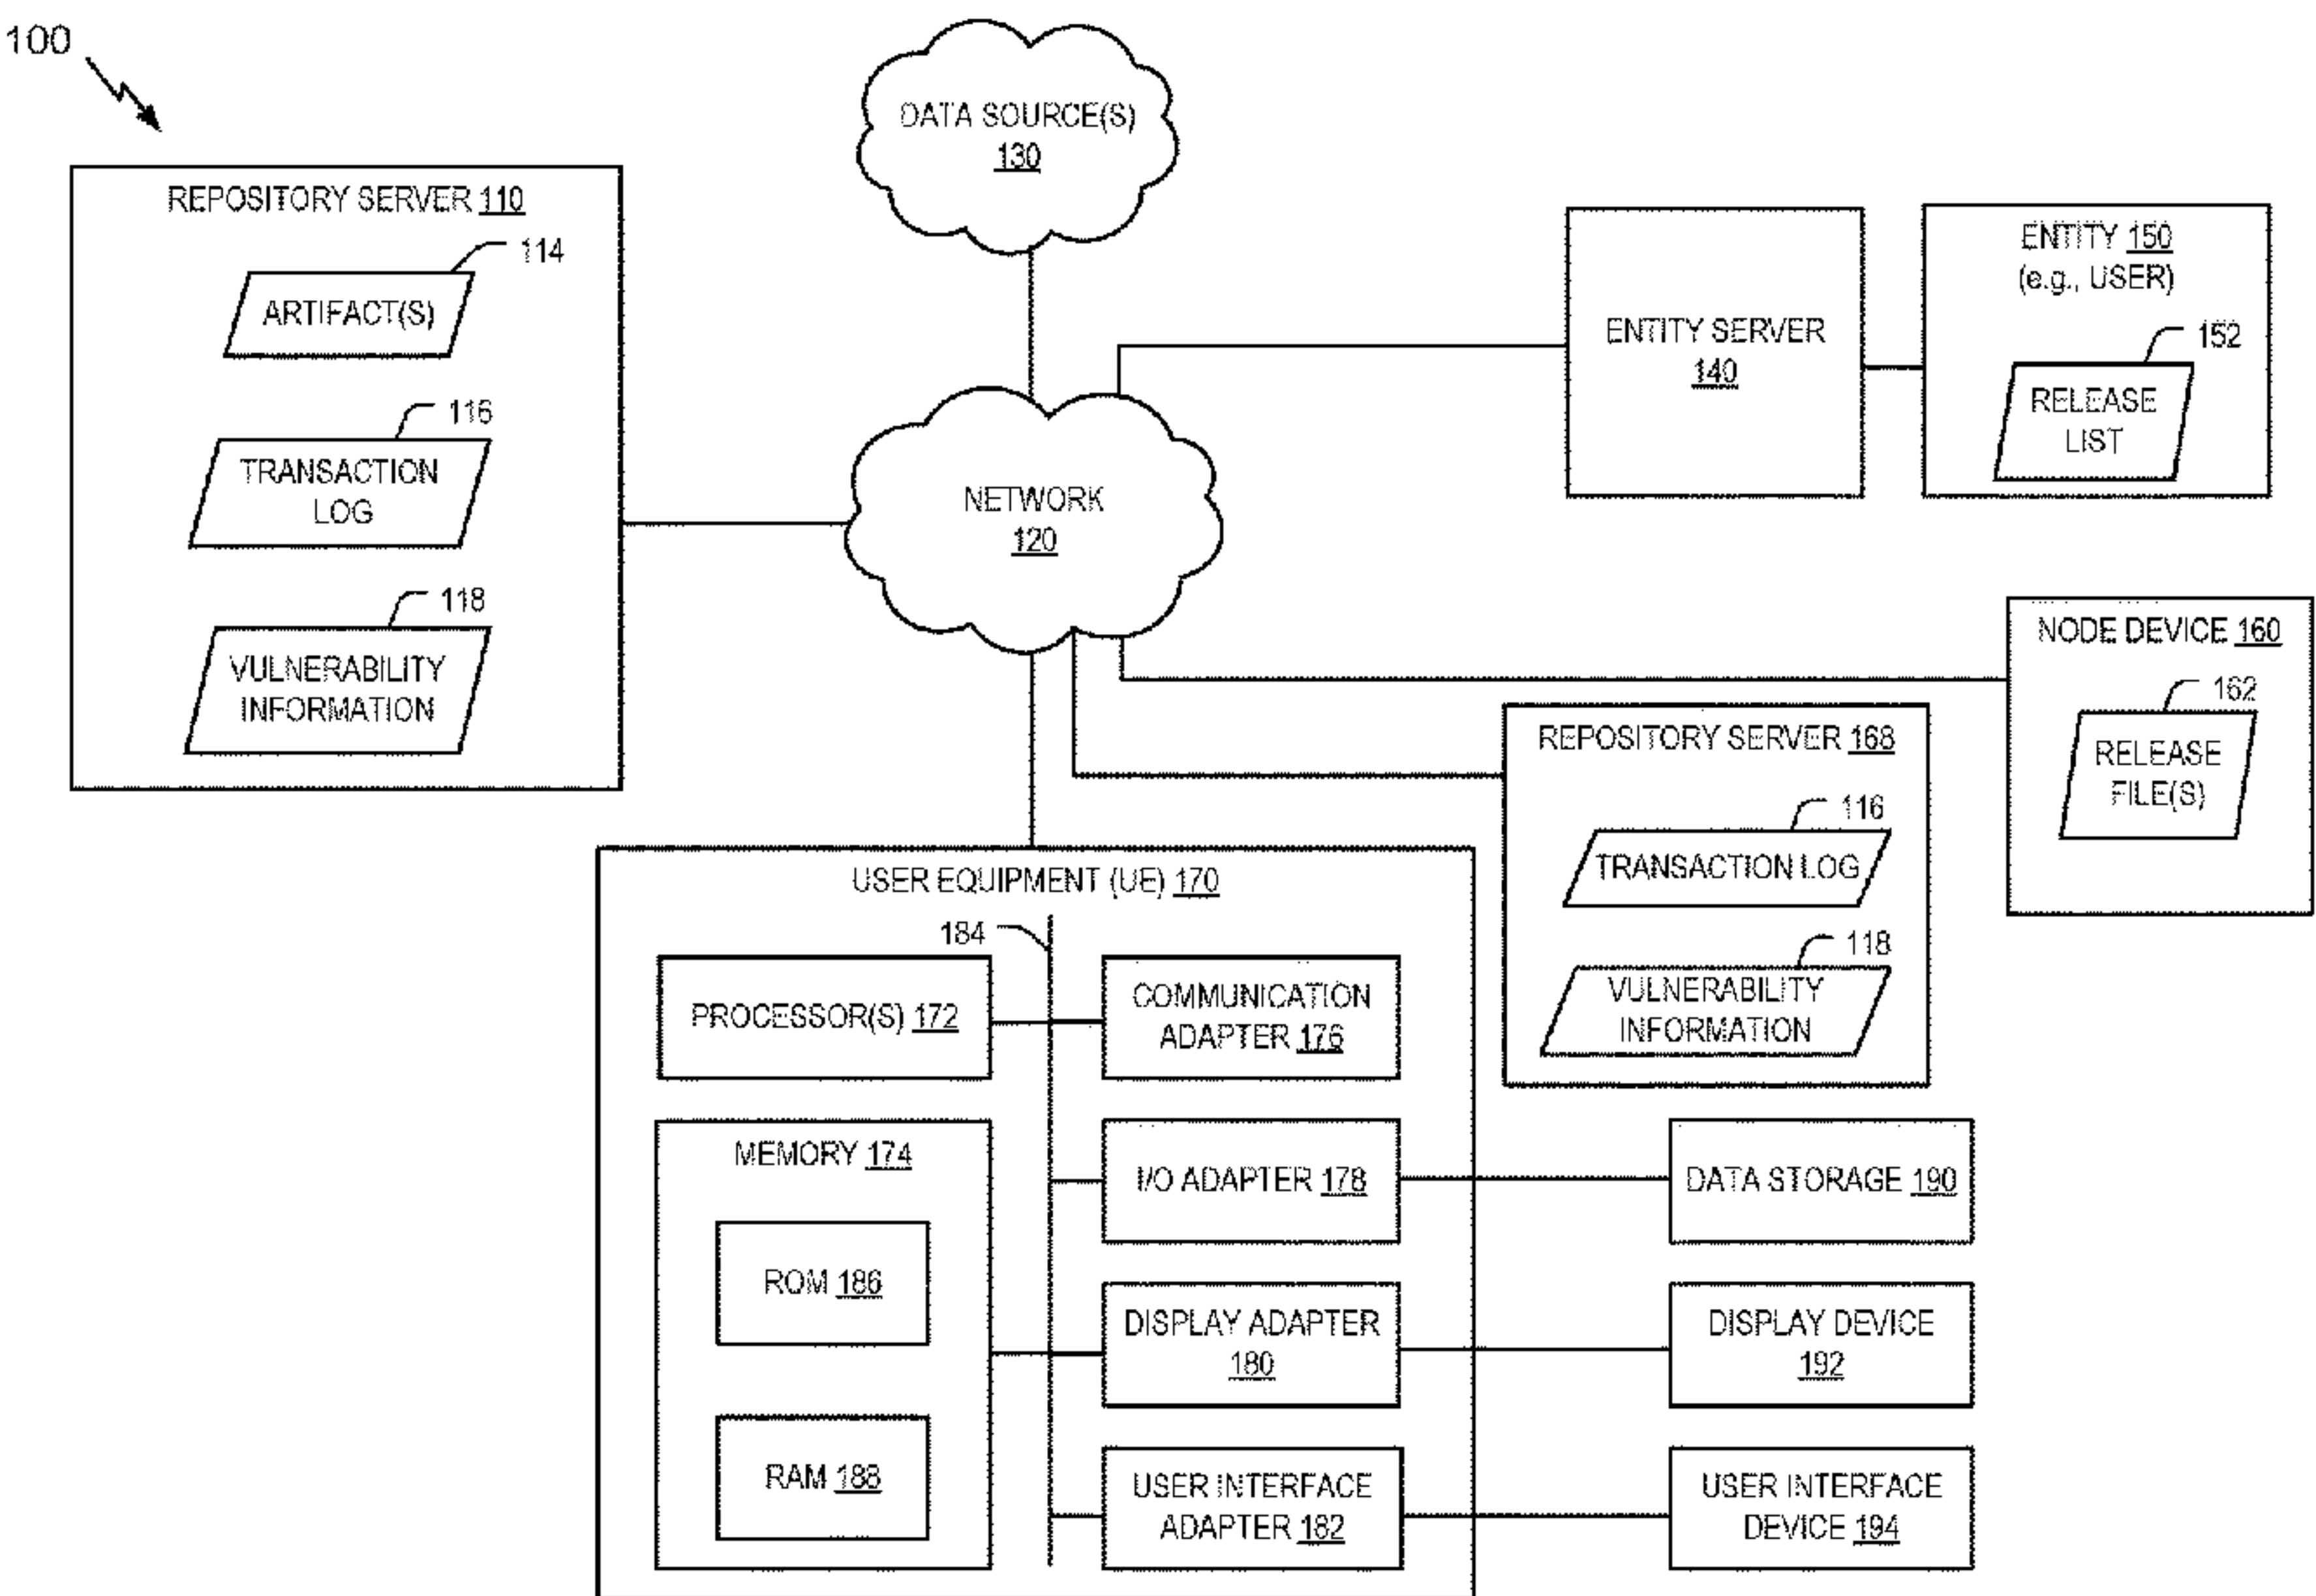 100
DATA SOURCE(S)
130
REPOSITORY SERVER 110
114
ARTIFACT(S)
116
TRANSACTION
LOG
118
VULNERABILITY
INFORMATION
NETWORK
120
ENTITY SERVER
140
ENTITY 150
(e.g., USER)
152
RELEASE
LIST
NODE DEVICE 160
162
RELEASE
FILE(S)
REPOSITORY SERVER 168
116
TRANSACTION LOG
118
VULNERABILITY
INFORMATION
USER EQUIPMENT (UE) 170
184
PROCESSOR(S) 172
COMMUNICATION
ADAPTER 176
MEMORY 174
ROM 186
RAM 188
I/O ADAPTER 178
DATA STORAGE 190
DISPLAY ADAPTER
180
DISPLAY DEVICE
192
USER INTERFACE
ADAPTER 182
USER INTERFACE
DEVICE 194